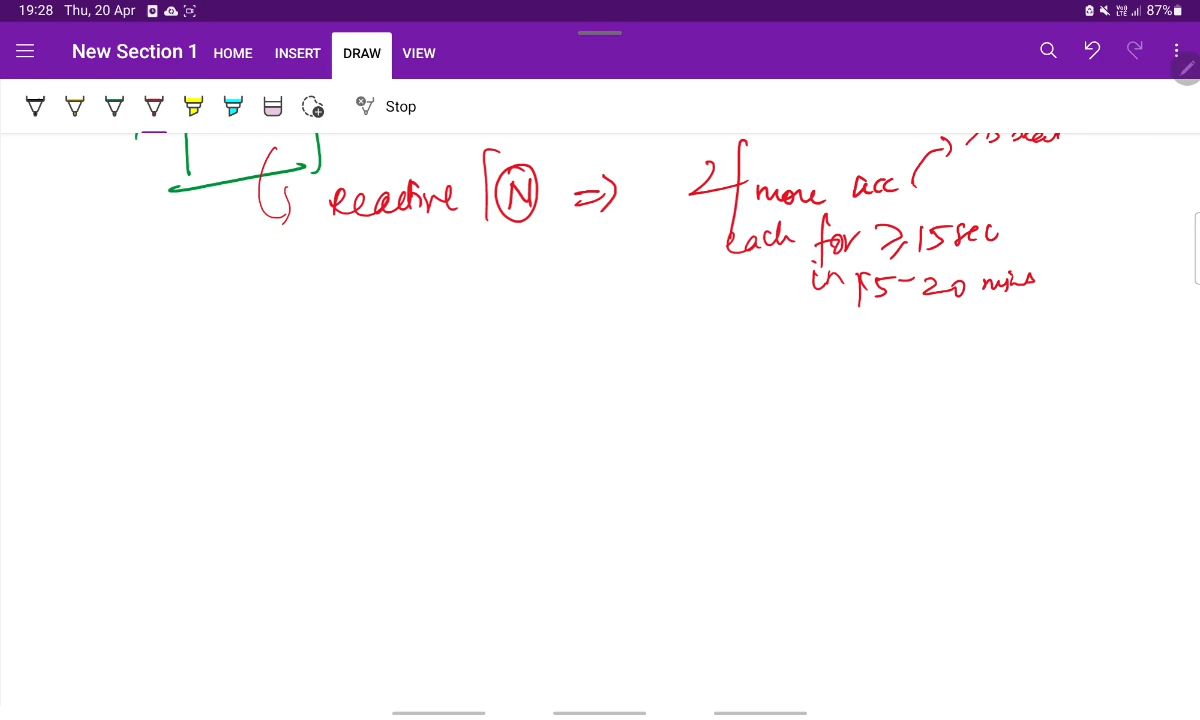 19:28 Thu, 20 Apr 87%
New Section 1 HOME INSERT DRAW VIEW
Stop
reactive N => 2 more acc
each for ≥ 15 sec
in 15-20 mins